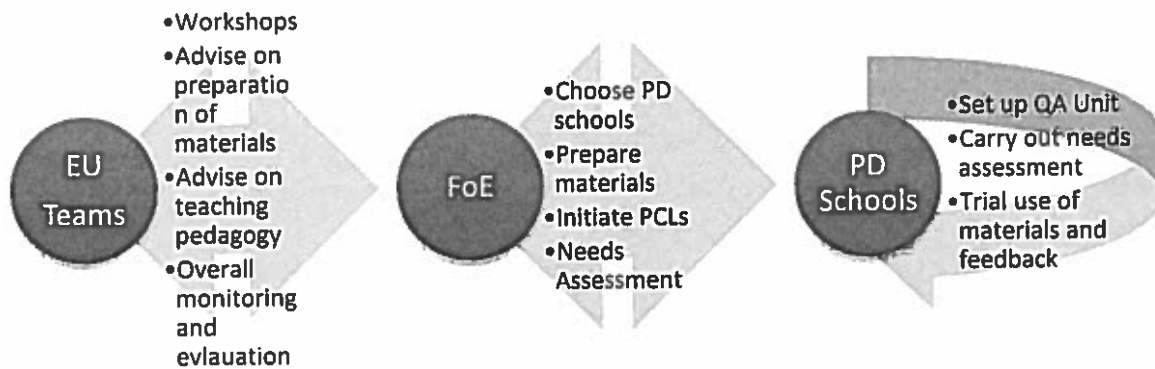 EU
Teams
•Workshops
•Advise on
preparatio
n of
materials
•Advise on
teaching
pedagogy
•Overall
monitoring
and
evlauation
FoE
•Choose PD
schools
•Prepare
materials
•Initiate PCLs
•Needs
Assessment
PD
Schools
•Set up QA Unit
•Carry out needs
assessment
•Trial use of
materials and
feedback